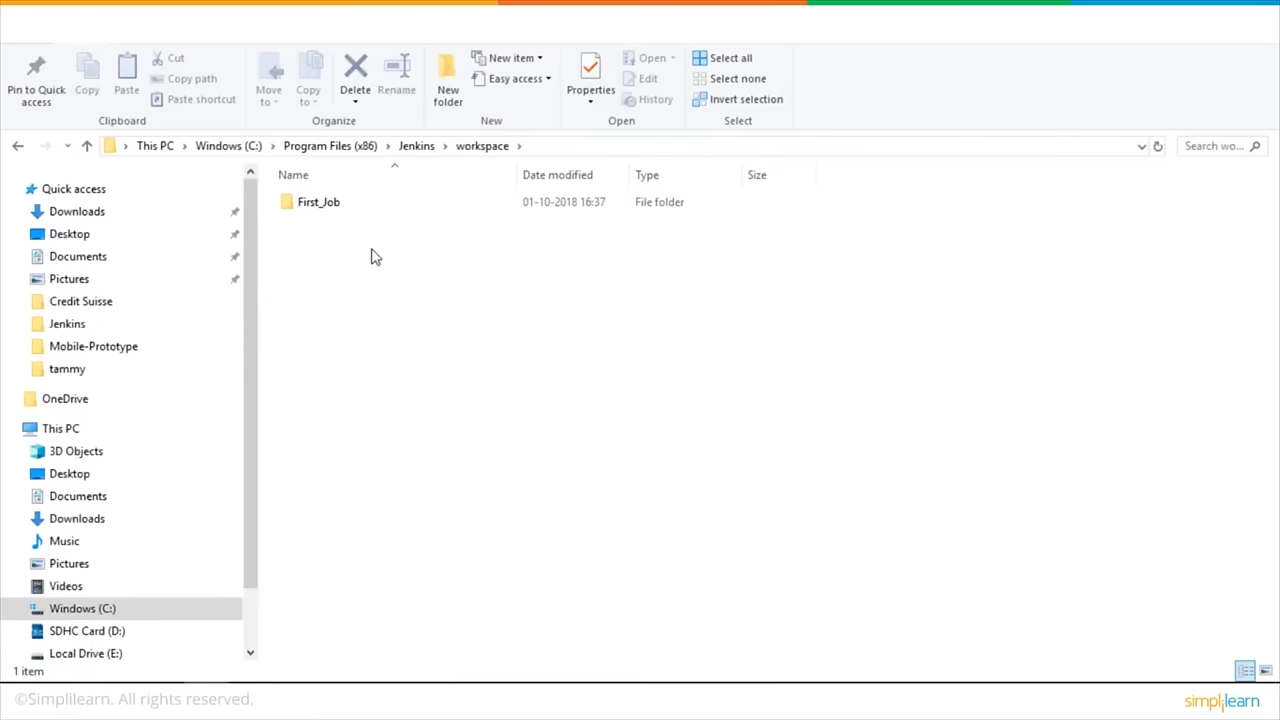 Pin to Quick access
Copy
Paste
Cut
Copy path
Paste shortcut
Clipboard
Move to
Copy to
Delete
Rename
Organize
New folder
New item
Easy access
New
Properties
Open
Edit
History
Open
Select all
Select none
Invert selection
Select
This PC > Windows (C:) > Program Files (x86) > Jenkins > workspace >
Search wo...
Name Date modified Type Size
First_Job 01-10-2018 16:37 File folder
Quick access
Downloads
Desktop
Documents
Pictures
Credit Suisse
Jenkins
Mobile-Prototype
tammy
OneDrive
This PC
3D Objects
Desktop
Documents
Downloads
Music
Pictures
Videos
Windows (C:)
SDHC Card (D:)
Local Drive (E:)
1 item
©Simplilearn. All rights reserved.
simplilearn